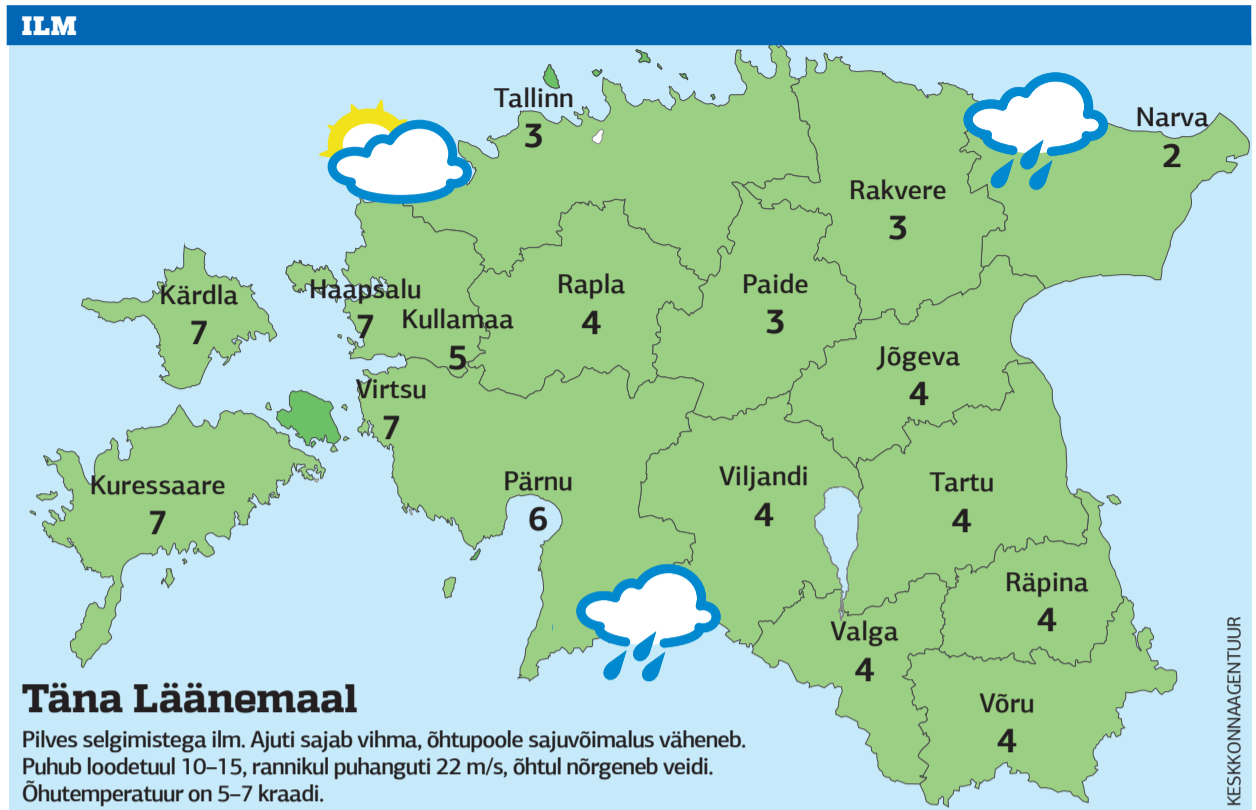 ILM
Tallinn
3
Narva
2
Rakvere
3
Kärdla
7
Haapsalu
7
Kullamaa
5
Rapla
4
Paide
3
Jõgeva
4
Virtsu
7
Kuressaare
7
Pärnu
6
Viljandi
4
Tartu
4
Räpina
4
Valga
4
Võru
4
Täna Läänemaal
Pilves selgimistega ilm. Ajuti sajab vihma, õhtupoole sajuvõimalus väheneb.
Puhub loodetuul 10–15, rannikul puhanguti 22 m/s, õhtul nõrgeneb veidi.
Õhutemperatuur on 5–7 kraadi.
KESKKONNAAGENTUUR